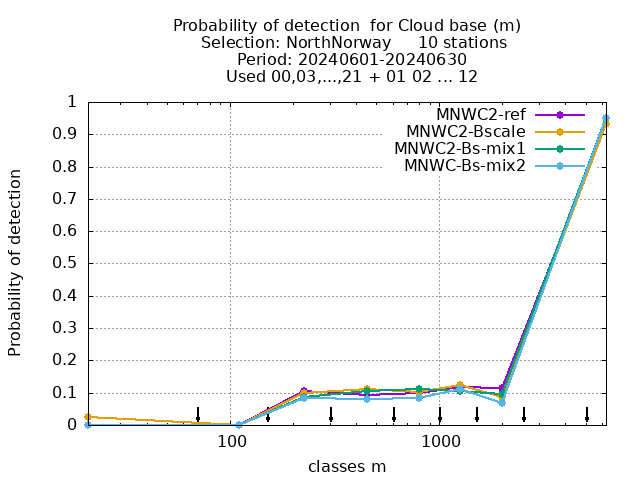 Probability of detection  for Cloud base (m)
Selection: NorthNorway     10 stations
Period: 20240601-20240630
Used 00,03,...,21 + 01 02 ... 12
MNWC2-ref
MNWC2-Bscale
MNWC2-Bs-mix1
MNWC-Bs-mix2
Probability of detection
1
0.9
0.8
0.7
0.6
0.5
0.4
0.3
0.2
0.1
0
100
1000
classes m